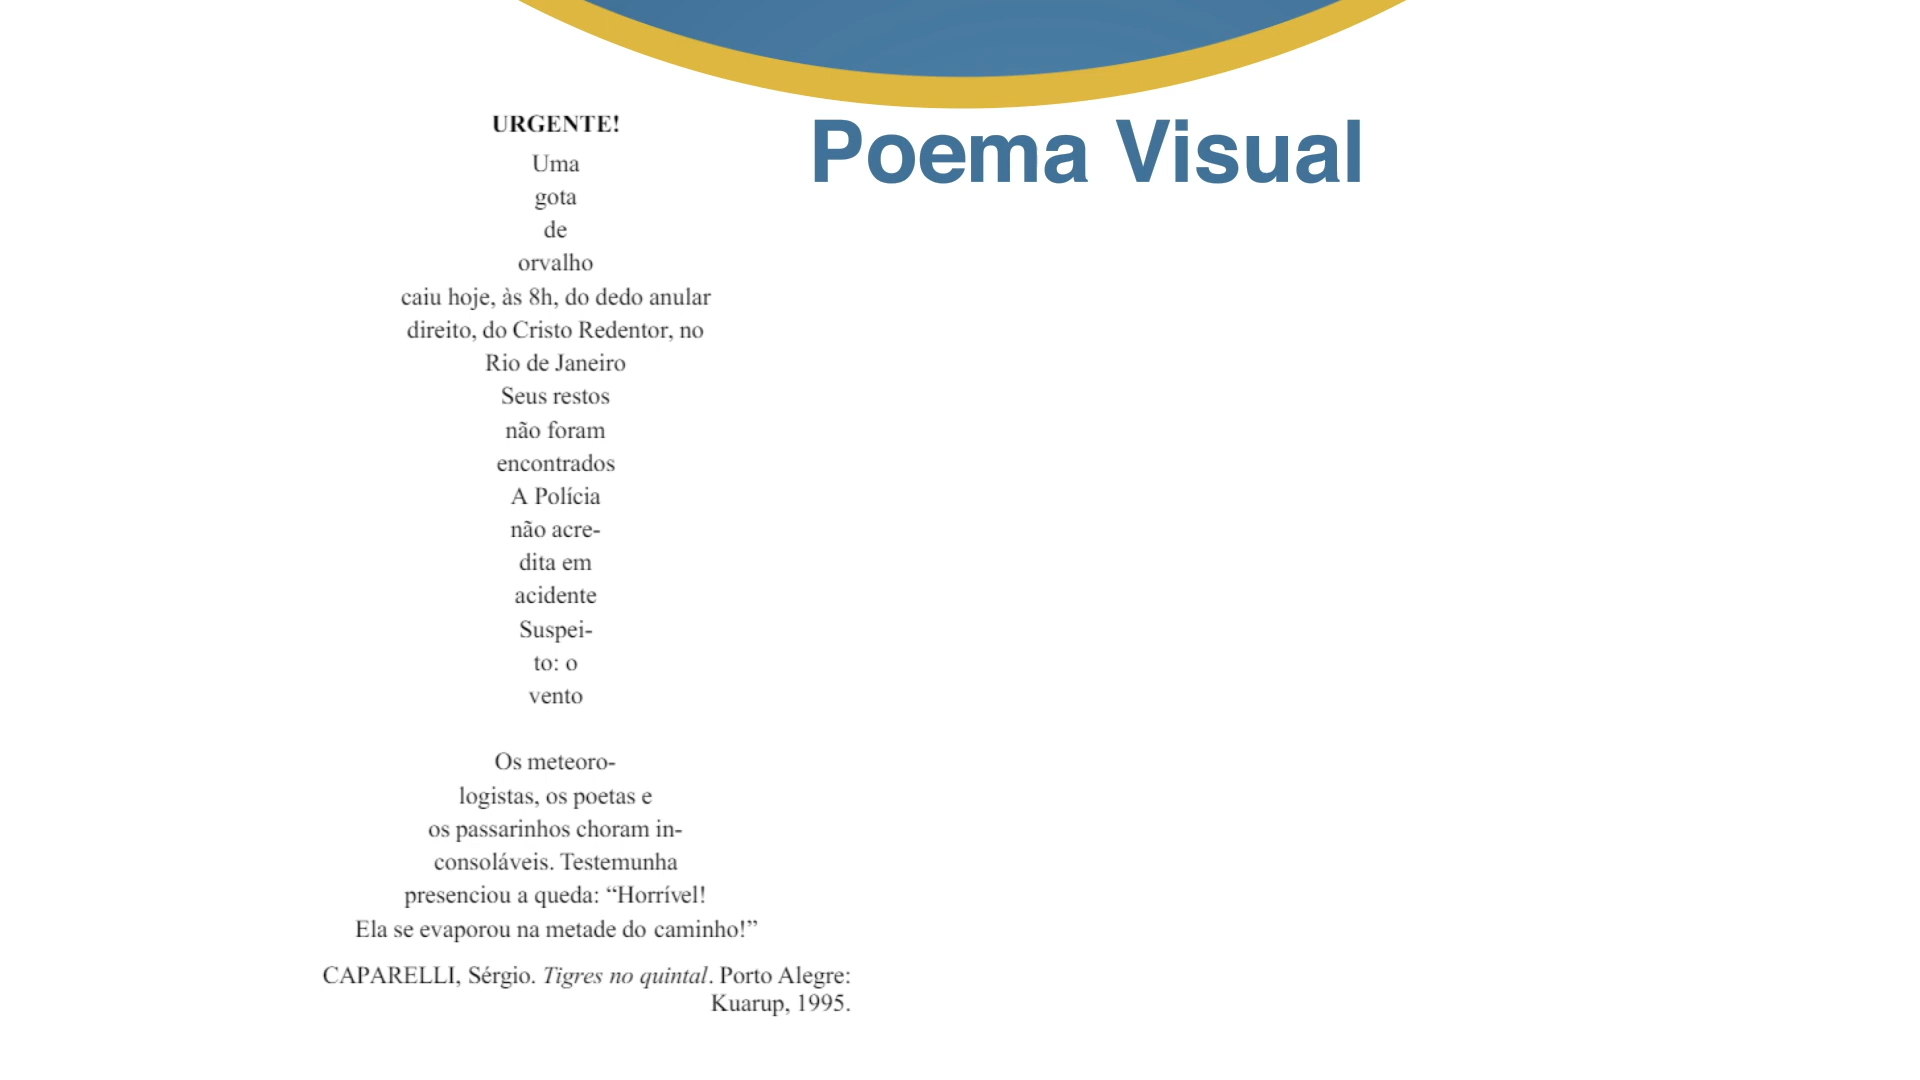 Poema Visual
URGENTE!
Uma
gota
de
orvalho
caiu hoje, às 8h, do dedo anular
direito, do Cristo Redentor, no
Rio de Janeiro
Seus restos
não foram
encontrados
A Polícia
não acre-
dita em
acidente
Suspei-
to: o
vento
Os meteoro-
logistas, os poetas e
os passarinhos choram in-
consoláveis. Testemunha
presenciou a queda: “Horrível!
Ela se evaporou na metade do caminho!”
CAPARELLI, Sérgio. Tigres no quintal. Porto Alegre:
Kuarup, 1995.